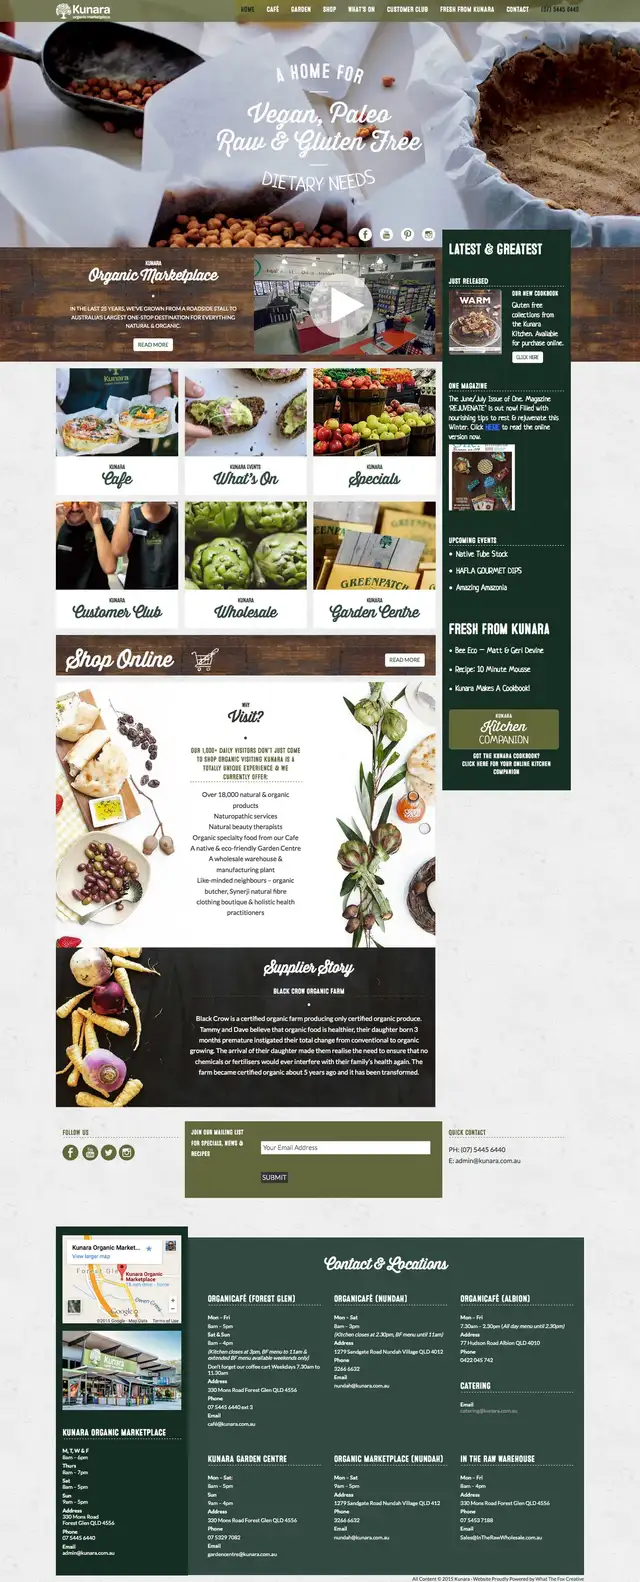 Kunara
organic marketplace
HOME CAFÉ GARDEN SHOP WHAT'S ON CUSTOMER CLUB FRESH FROM KUNARA CONTACT (07) 5445 6440
A HOME FOR
Vegan, Paleo
Raw & Gluten Free
DIETARY NEEDS
KUNARA
Organic Marketplace
IN THE LAST 25 YEARS, WE'VE GROWN FROM A ROADSIDE STALL TO
AUSTRALIA'S LARGEST ONE-STOP DESTINATION FOR EVERYTHING
NATURAL & ORGANIC.
READ MORE
LATEST & GREATEST
JUST RELEASED
WARM
OUR NEW COOKBOOK
Gluten free
collections from
the Kunara
Kitchen. Available
for purchase online.
CLICK HERE
ONE MAGAZINE
The June/July Issue of One. Magazine
'REJUVENATE' is out now! Filled with
nourishing tips to rest & rejuvenate this
Winter. Click HERE to read the online
version now.
UPCOMING EVENTS
Native Tube Stock
HAFLA GOURMET DIPS
Amazing Amazonia
FRESH FROM KUNARA
Bee Eco – Matt & Geri Devine
Recipe: 10 Minute Mousse
Kunara Makes A Cookbook!
KUNARA
Kitchen
COMPANION
GOT THE KUNARA COOKBOOK?
CLICK HERE FOR YOUR ONLINE KITCHEN
COMPANION
Kunara
KUNARA
Cafe
KUNARA EVENTS
What's On
KUNARA
Specials
GREENPATCH
GREENPATCH
KUNARA
Customer Club
KUNARA
Wholesale
KUNARA
Garden Centre
Shop Online
READ MORE
WHY
Visit?
OUR 1,000+ DAILY VISITORS DON'T JUST COME
TO SHOP ORGANIC VISITING KUNARA IS A
TOTALLY UNIQUE EXPERIENCE & WE
CURRENTLY OFFER:
Over 18,000 natural & organic
products
Naturopathic services
Natural beauty therapists
Organic specialty food from our Cafe
A native & eco-friendly Garden Centre
A wholesale warehouse &
manufacturing plant
Like-minded neighbours – organic
butcher, Synerji natural fibre
clothing boutique & holistic health
practitioners
Supplier Story
BLACK CROW ORGANIC FARM
Black Crow is a certified organic farm producing only certified organic produce.
Tammy and Dave believe that organic food is healthier, their daughter born 3
months premature instigated their total change from conventional to organic
growing. The arrival of their daughter made them realise the need to ensure that no
chemicals or fertilisers would ever interfere with their family's health again. The
farm became certified organic about 5 years ago and it has been transformed.
FOLLOW US
JOIN OUR MAILING LIST
FOR SPECIALS, NEWS &
RECIPES
Your Email Address
SUBMIT
QUICK CONTACT
PH: (07) 5445 6440
E: admin@kunara.com.au
Kunara Organic Market...
View larger map
Forest Glen
Kunara Organic
Marketplace
Google
©2015 Google - Map Data Terms of Use
KUNARA ORGANIC MARKETPLACE
M, T, W & F
8am – 6pm
Thurs
8am – 7pm
Sat
8am – 5pm
Sun
9am – 5pm
Address
330 Mons Road
Forest Glen QLD 4556
Phone
07 5445 6440
Email
admin@kunara.com.au
Contact & Locations
ORGANICAFÉ (FOREST GLEN)
Mon – Fri
8am – 5pm
Sat & Sun
8am – 4pm
(Kitchen closes at 3pm, BF menu to 11am &
extended BF menu available weekends only)
Don't forget our coffee cart Weekdays 7.30am to
11.30am
Address
330 Mons Road Forest Glen QLD 4556
Phone
07 5445 6440 ext 3
Email
café@kunara.com.au
ORGANICAFÉ (NUNDAH)
Mon – Sat
8am – 3pm
(Kitchen closes at 2.30pm, BF menu until 11am)
Address
1279 Sandgate Road Nundah Village QLD 4012
Phone
3266 6632
Email
nundah@kunara.com.au
ORGANICAFÉ (ALBION)
Mon – Fri
7.30am – 2.30pm (All day menu until 2.30pm)
Address
77 Hudson Road Albion QLD 4010
Phone
0422 045 742
CATERING
Email
catering@kunara.com.au
KUNARA GARDEN CENTRE
Mon – Sat:
8am – 5pm
Sun
9am – 4pm
Address
330 Mons Road Forest Glen QLD 4556
Phone
07 5329 7082
Email
gardencentre@kunara.com.au
ORGANIC MARKETPLACE (NUNDAH)
Mon – Sat
9am – 5pm
Address
1279 Sandgate Road Nundah Village QLD 412
Phone
3266 6632
Email
nundah@kunara.com.au
IN THE RAW WAREHOUSE
Mon – Fri
8am – 4pm
Address
330 Mons Road Forest Glen QLD 4556
Phone
07 5453 7188
Email
Sales@InTheRawWholesale.com.au
All Content © 2015 Kunara - Website Proudly Powered by What The Fox Creative